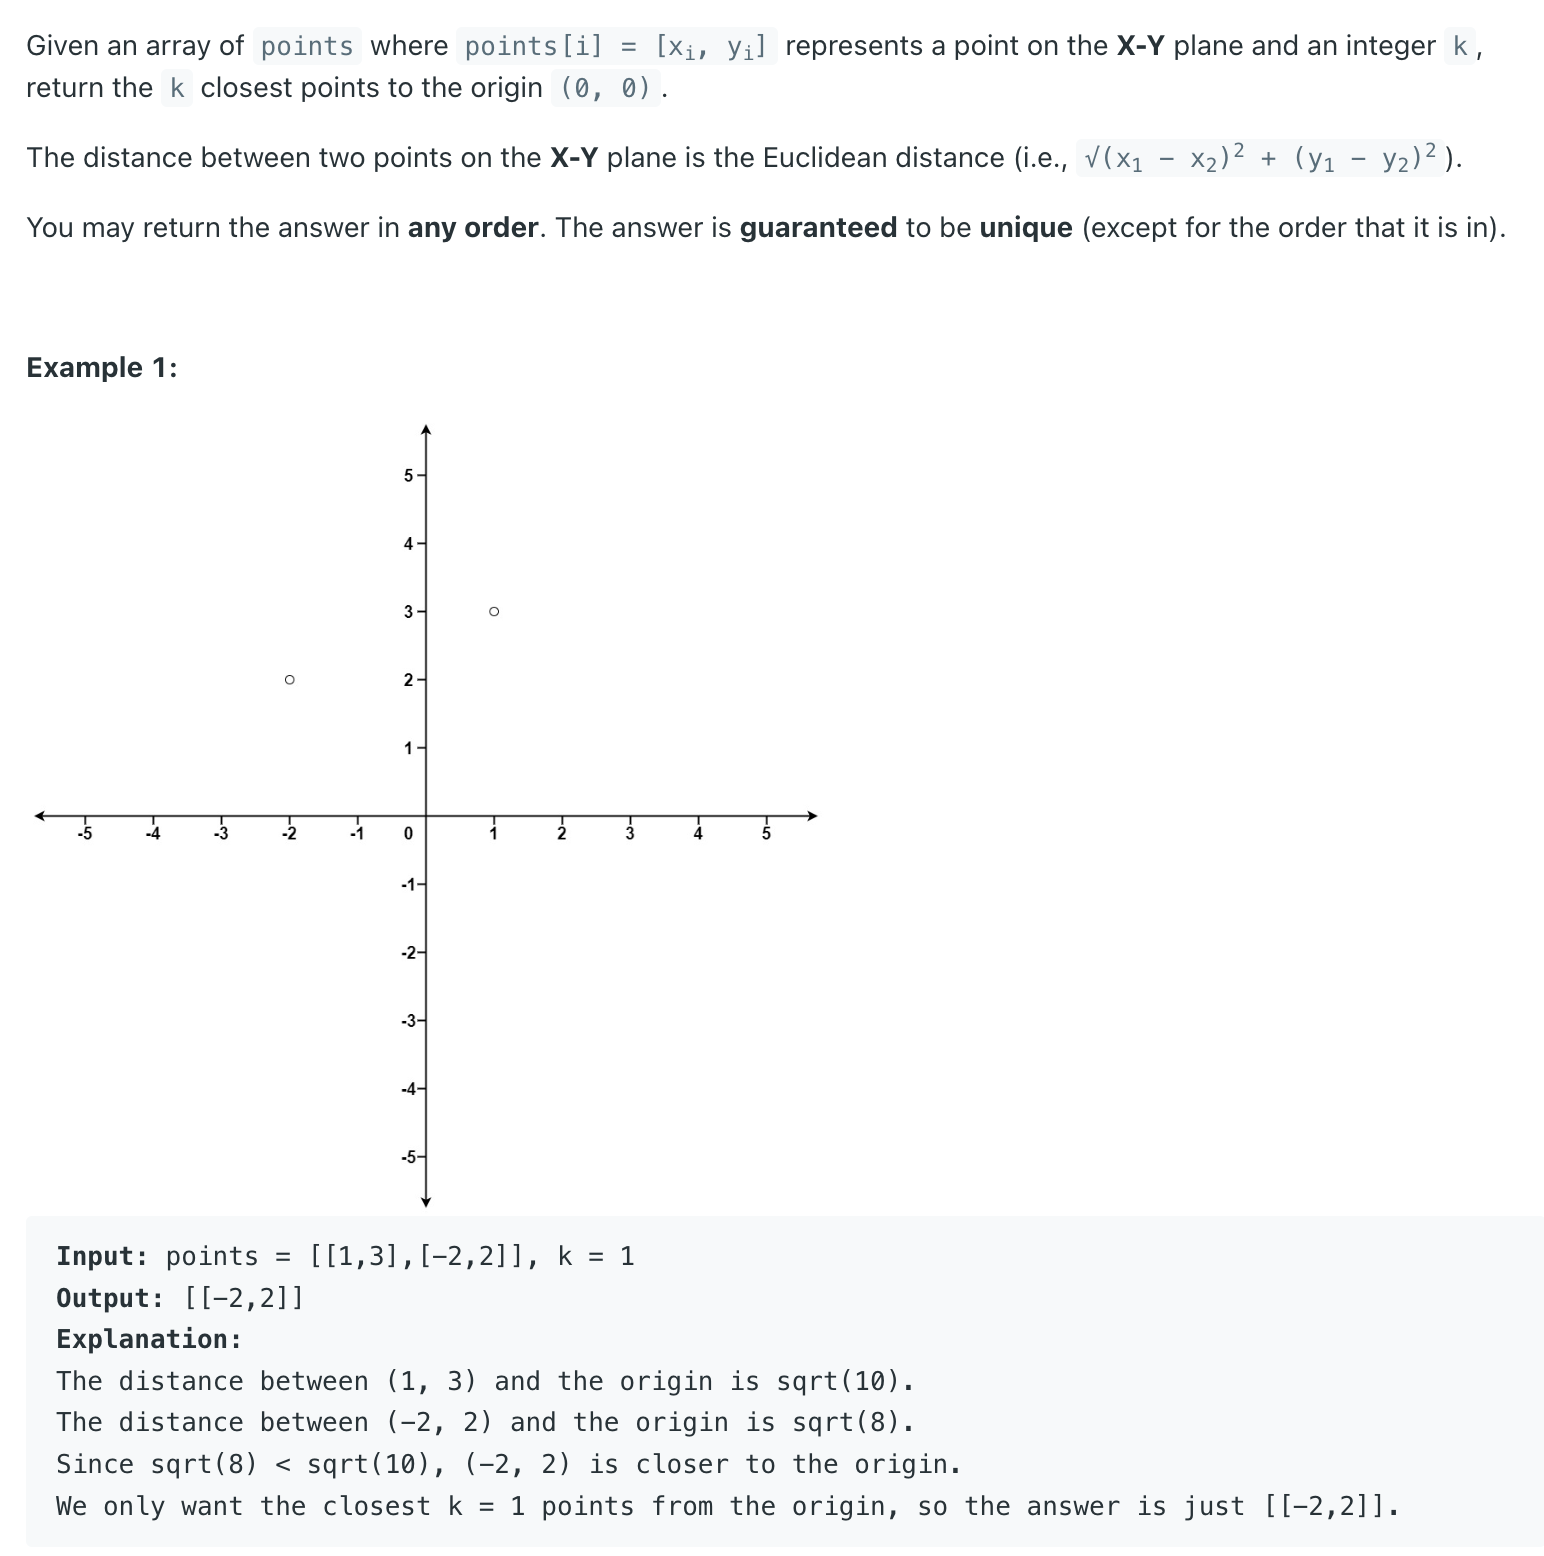 Given an array of points where points[i] = [xᵢ, yᵢ] represents a point on the X-Y plane and an integer k,
return the k closest points to the origin (0, 0).
The distance between two points on the X-Y plane is the Euclidean distance (i.e., √(x₁ − x₂)² + (y₁ − y₂)²).
You may return the answer in any order. The answer is guaranteed to be unique (except for the order that it is in).
Example 1:
5
4
3
2
1
-5 -4 -3 -2 -1 0 1 2 3 4 5
-1
-2
-3
-4
-5
Input: points = [[1,3],[−2,2]], k = 1
Output: [[−2,2]]
Explanation:
The distance between (1, 3) and the origin is sqrt(10).
The distance between (−2, 2) and the origin is sqrt(8).
Since sqrt(8) < sqrt(10), (−2, 2) is closer to the origin.
We only want the closest k = 1 points from the origin, so the answer is just [[−2,2]].